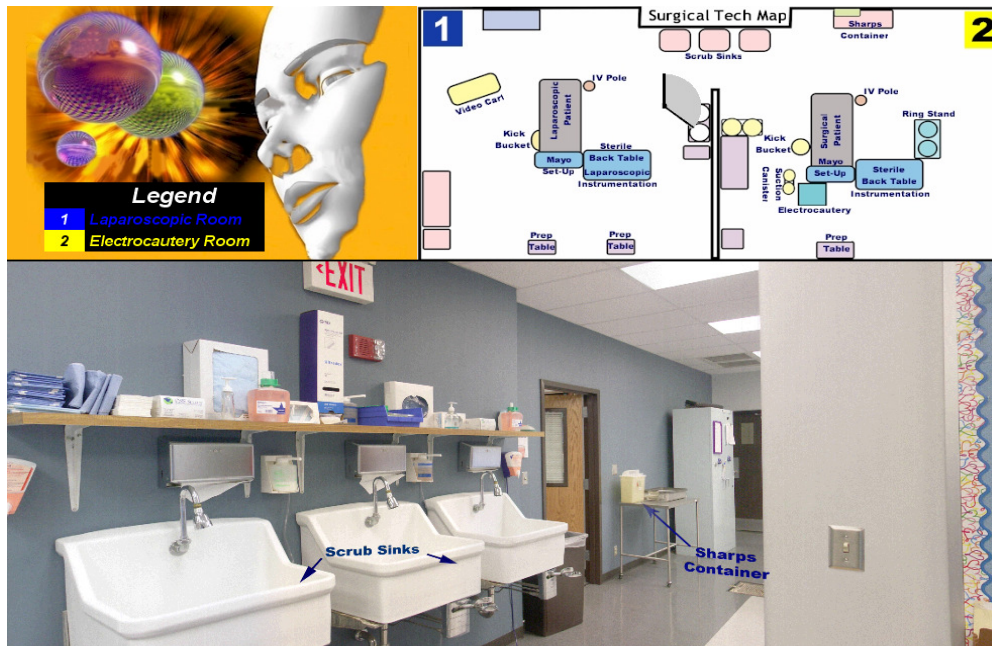 Legend
1 Laparoscopic Room
2 Electrocautery Room
1
Surgical Tech Map
2
Scrub Sinks
Sharps
Container
Video Cart
Laparoscopic
Patient
IV Pole
Kick
Bucket
Mayo
Set-Up
Sterile
Back Table
Laparoscopic
Instrumentation
Prep
Table
Prep
Table
Surgical
Patient
IV Pole
Ring Stand
Kick
Bucket
Suction
Canister
Mayo
Set-Up
Sterile
Back Table
Instrumentation
Electrocautery
Prep
Table
EXIT
Scrub Sinks
Sharps
Container